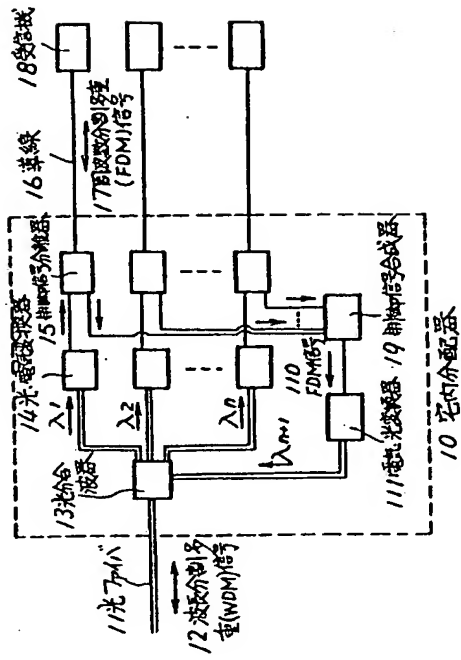 18受信機
16導線
17周波数分割多重
(FDM)信号
15制御信号分離器
14光・電気変換器
19制御信号合成器
110
FDM信号
111電気・光変換器
10 宅内分配器
λ1
λ2
λn
λn+1
13光分合
波器
11光ファイバ
12波長分割多
重(WDM)信号